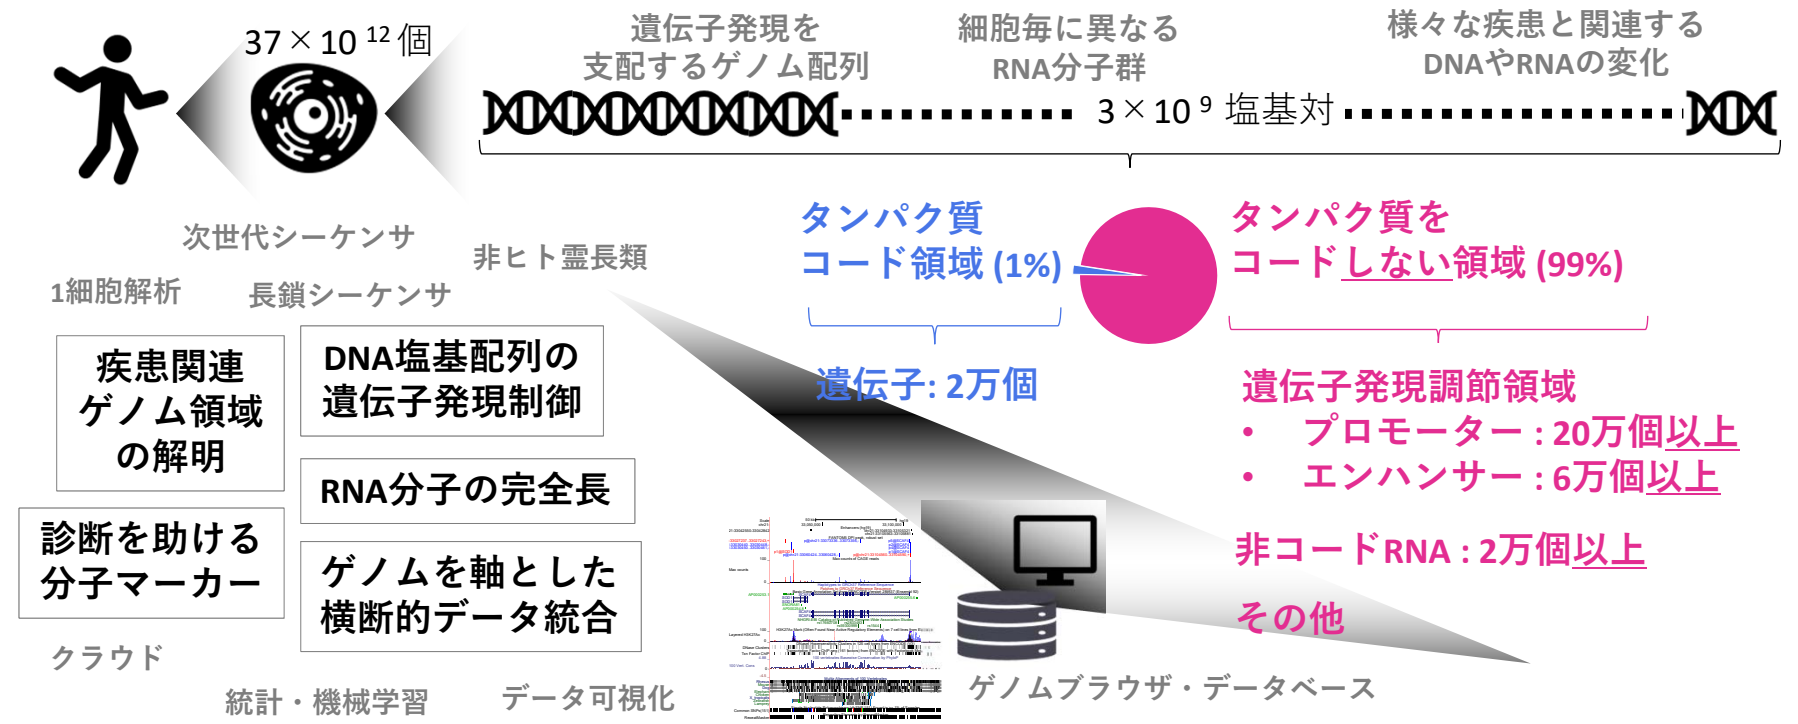 37×10 12 個
遺伝子発現を
支配するゲノム配列
細胞毎に異なる
RNA分子群
様々な疾患と関連する
DNAやRNAの変化
3×10 9 塩基対
次世代シーケンサ
非ヒト霊長類
1細胞解析
長鎖シーケンサ
タンパク質
コード領域 (1%)
タンパク質を
コードしない領域 (99%)
疾患関連
ゲノム領域
の解明
DNA塩基配列の
遺伝子発現制御
RNA分子の完全長
診断を助ける
分子マーカー
ゲノムを軸とした
横断的データ統合
遺伝子: 2万個
遺伝子発現調節領域
• プロモーター : 20万個以上
• エンハンサー : 6万個以上
非コードRNA : 2万個以上
その他
クラウド
統計・機械学習
データ可視化
ゲノムブラウザ・データベース